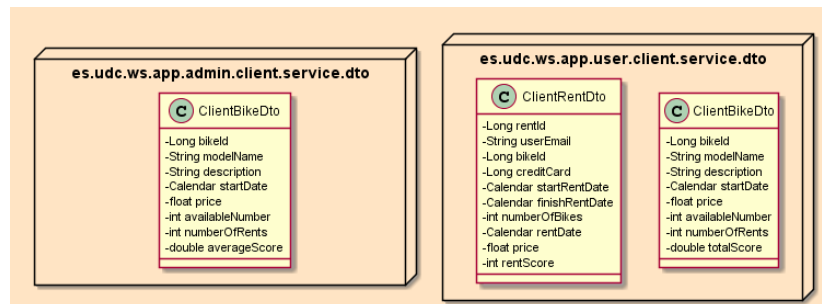 es.udc.ws.app.admin.client.service.dto
C ClientBikeDto
-Long bikeId
-String modelName
-String description
-Calendar startDate
-float price
-int availableNumber
-int numberOfRents
-double averageScore
es.udc.ws.app.user.client.service.dto
C ClientRentDto
-Long rentId
-String userEmail
-Long bikeId
-Long creditCard
-Calendar startRentDate
-Calendar finishRentDate
-int numberOfBikes
-Calendar rentDate
-float price
-int rentScore
C ClientBikeDto
-Long bikeId
-String modelName
-String description
-Calendar startDate
-float price
-int availableNumber
-int numberOfRents
-double totalScore